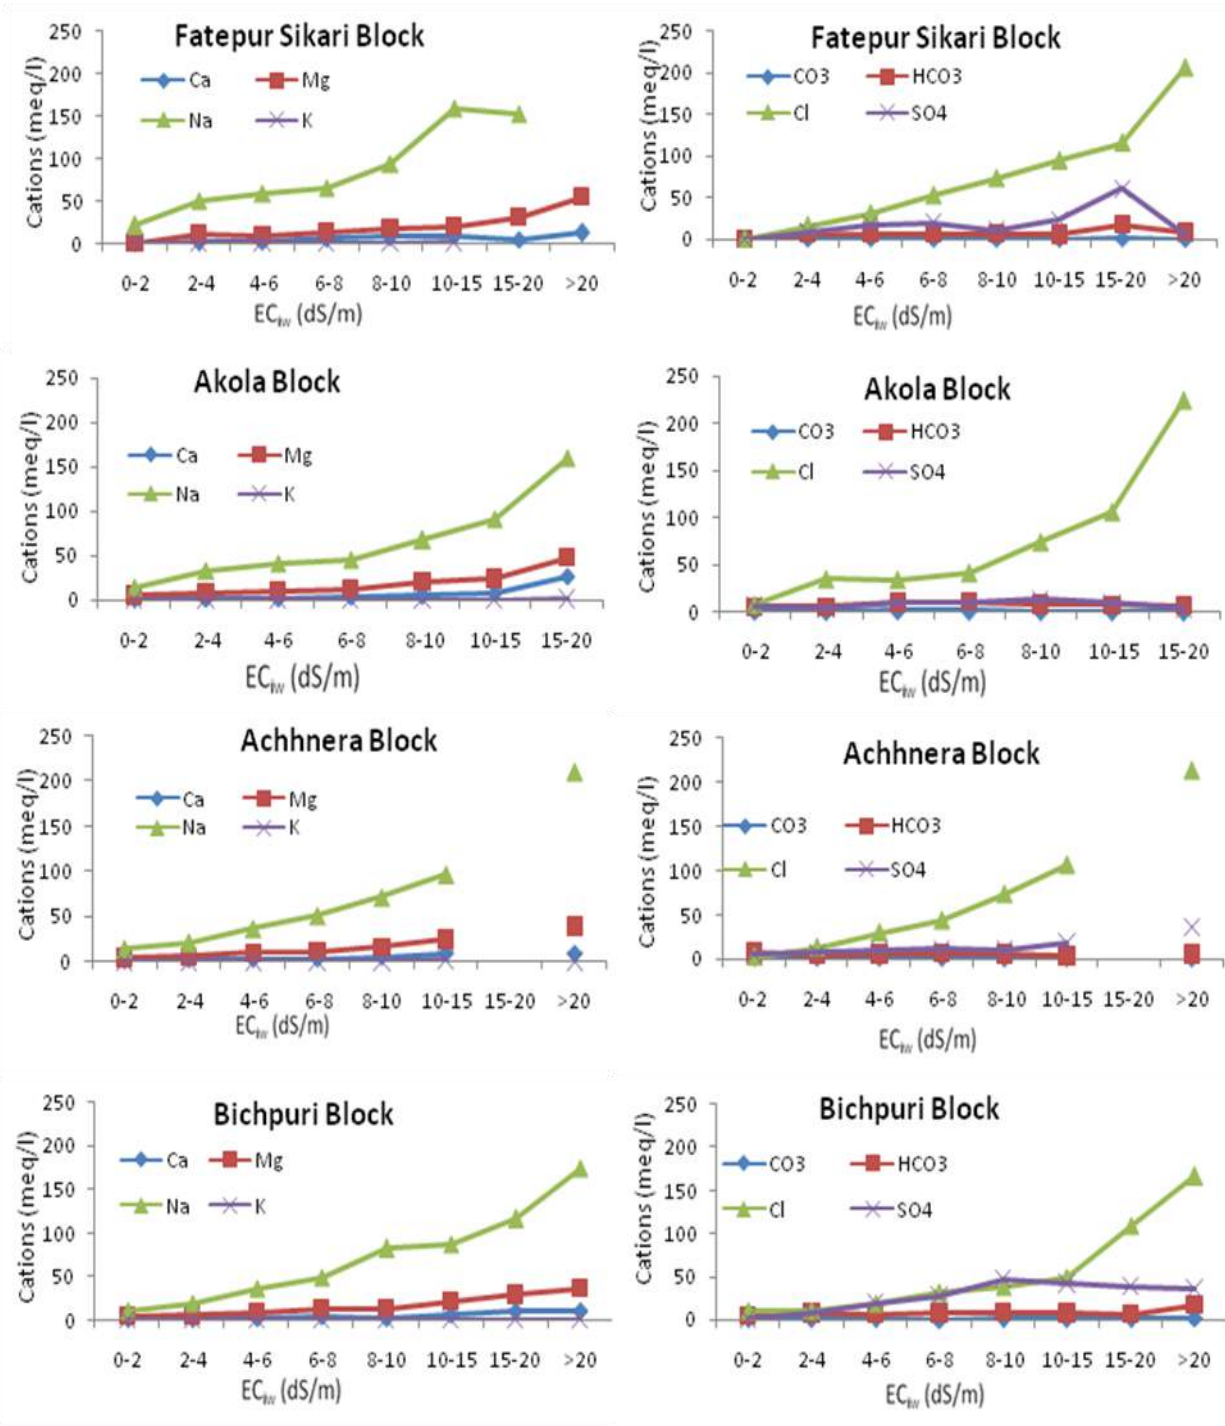 Fatepur Sikari Block
Cations (meq/l)
250
200
150
100
50
0
Ca
Mg
Na
K
0-2 2-4 4-6 6-8 8-10 10-15 15-20 >20
ECiw (dS/m)
Fatepur Sikari Block
Cations (meq/l)
250
200
150
100
50
0
CO3
HCO3
Cl
SO4
0-2 2-4 4-6 6-8 8-10 10-15 15-20 >20
ECiw (dS/m)
Akola Block
Cations (meq/l)
250
200
150
100
50
0
Ca
Mg
Na
K
0-2 2-4 4-6 6-8 8-10 10-15 15-20
ECiw (dS/m)
Akola Block
Cations (meq/l)
250
200
150
100
50
0
CO3
HCO3
Cl
SO4
0-2 2-4 4-6 6-8 8-10 10-15 15-20
ECiw (dS/m)
Achhnera Block
Cations (meq/l)
250
200
150
100
50
0
Ca
Mg
Na
K
0-2 2-4 4-6 6-8 8-10 10-15 15-20 >20
ECiw (dS/m)
Achhnera Block
Cations (meq/l)
250
200
150
100
50
0
CO3
HCO3
Cl
SO4
0-2 2-4 4-6 6-8 8-10 10-15 15-20 >20
ECiw (dS/m)
Bichpuri Block
Cations (meq/l)
250
200
150
100
50
0
Ca
Mg
Na
K
0-2 2-4 4-6 6-8 8-10 10-15 15-20 >20
ECiw (dS/m)
Bichpuri Block
Cations (meq/l)
250
200
150
100
50
0
CO3
HCO3
Cl
SO4
0-2 2-4 4-6 6-8 8-10 10-15 15-20 >20
ECiw (dS/m)